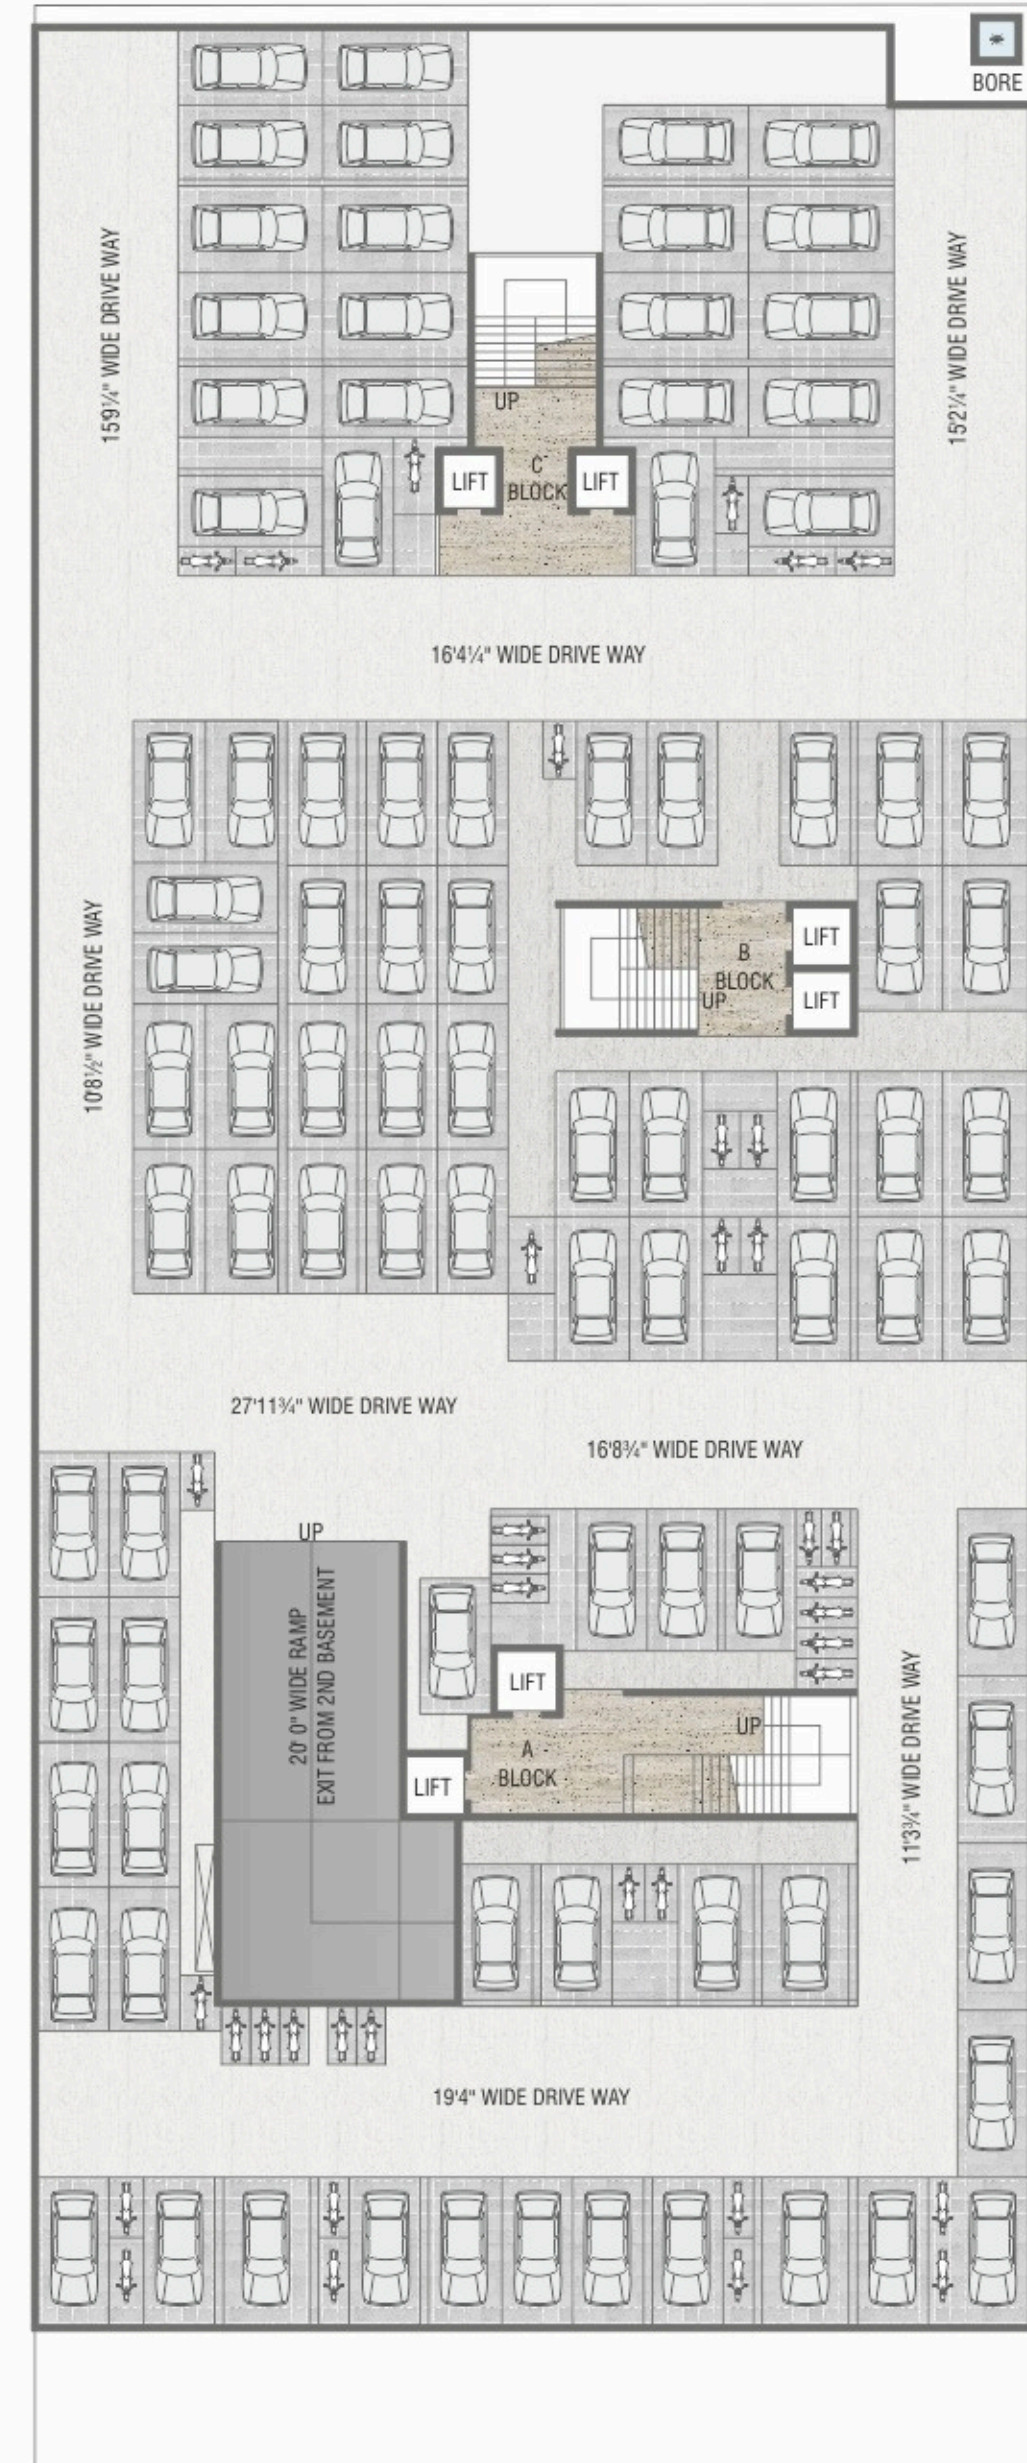 BORE
15'9¼" WIDE DRIVE WAY
15'2¼" WIDE DRIVE WAY
UP
LIFT
C
BLOCK
LIFT
16'4¼" WIDE DRIVE WAY
10'8½" WIDE DRIVE WAY
B
BLOCK
UP
LIFT
LIFT
27'11¾" WIDE DRIVE WAY
16'8¾" WIDE DRIVE WAY
UP
20' 0" WIDE RAMP
EXIT FROM 2ND BASEMENT
LIFT
UP
A
BLOCK
LIFT
11'3¾" WIDE DRIVE WAY
19'4" WIDE DRIVE WAY